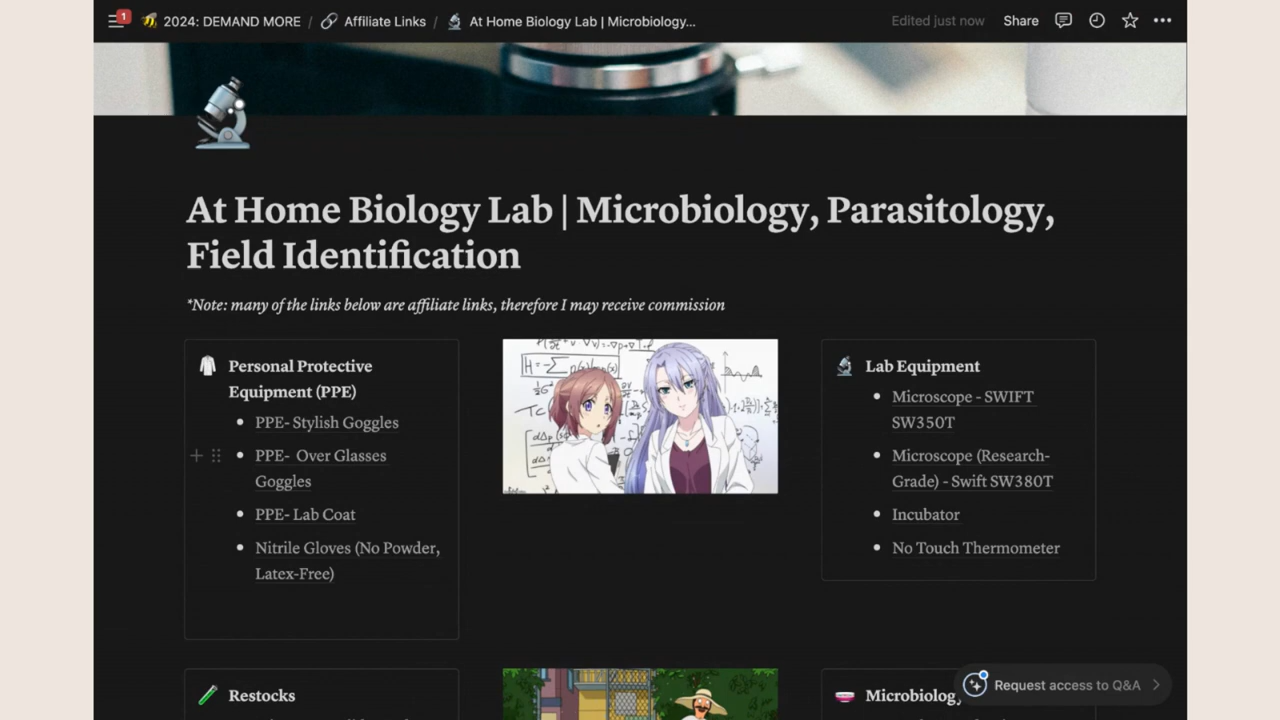 1
2024: DEMAND MORE / Affiliate Links / At Home Biology Lab | Microbiology...
Edited just now Share
At Home Biology Lab | Microbiology, Parasitology,
Field Identification
*Note: many of the links below are affiliate links, therefore I may receive commission
Personal Protective
Equipment (PPE)
PPE- Stylish Goggles
PPE- Over Glasses
Goggles
PPE- Lab Coat
Nitrile Gloves (No Powder,
Latex-Free)
Lab Equipment
Microscope - SWIFT
SW350T
Microscope (Research-
Grade) - Swift SW380T
Incubator
No Touch Thermometer
Restocks
Microbiology
Request access to Q&A